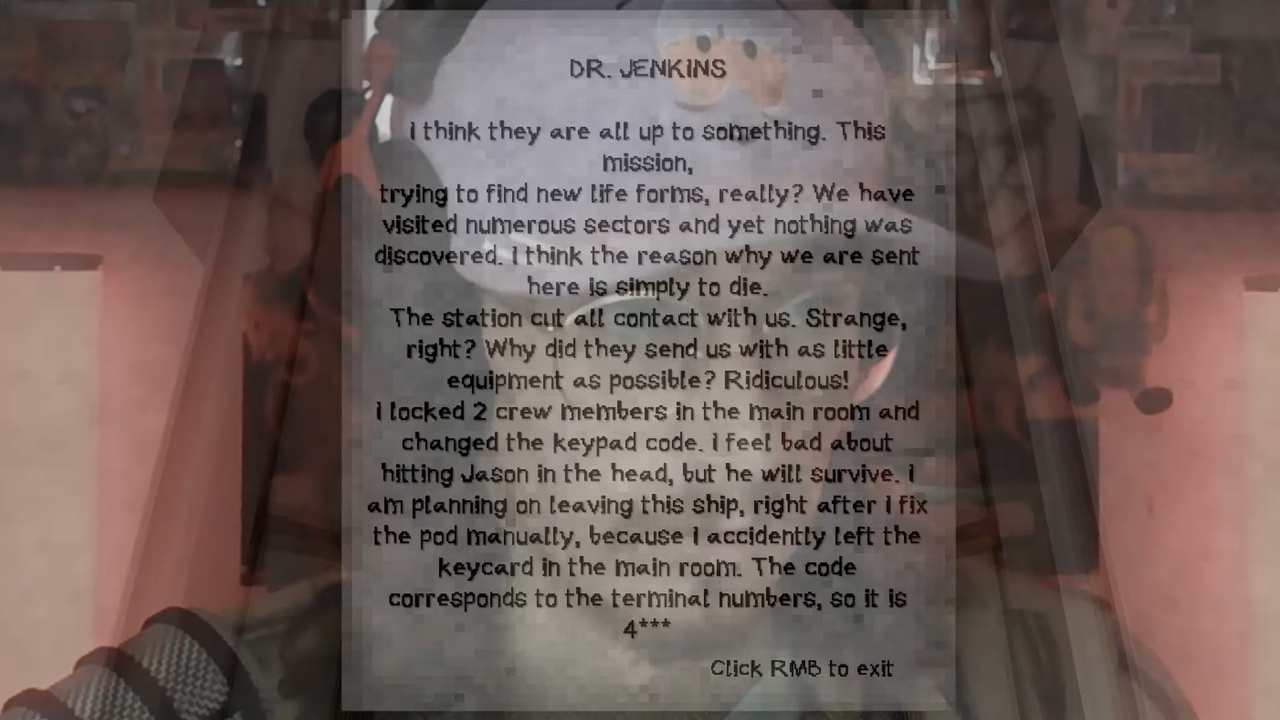 DR. JENKINS
I think they are all up to something. This
mission,
trying to find new life forms, really? We have
visited numerous sectors and yet nothing was
discovered. I think the reason why we are sent
here is simply to die.
The station cut all contact with us. Strange,
right? Why did they send us with as little
equipment as possible? Ridiculous!
I locked 2 crew members in the main room and
changed the keypad code. I feel bad about
hitting Jason in the head, but he will survive. I
am planning on leaving this ship, right after I fix
the pod manually, because I accidently left the
keycard in the main room. The code
corresponds to the terminal numbers, so it is
4***
Click RMB to exit